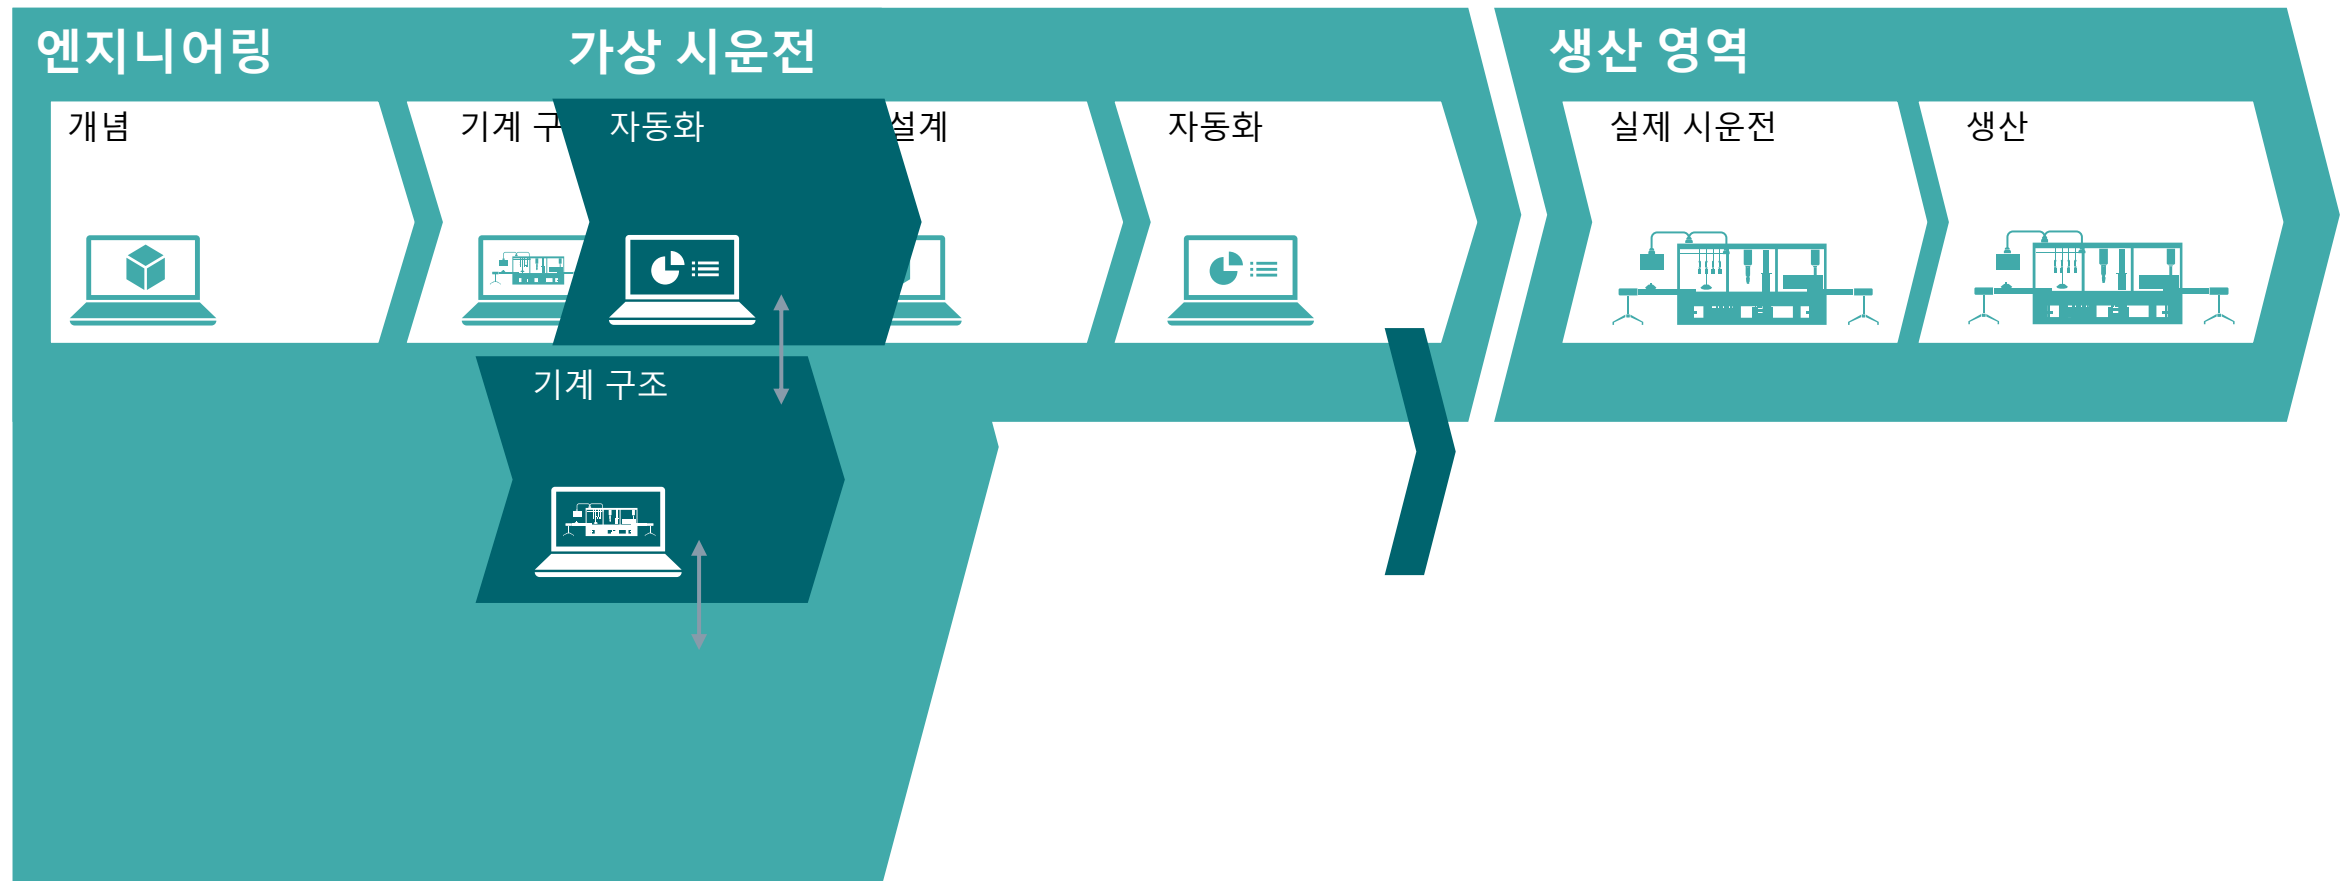 엔지니어링
가상 시운전
생산 영역
개념
기계 구
자동화
설계
자동화
실제 시운전
생산
기계 구조